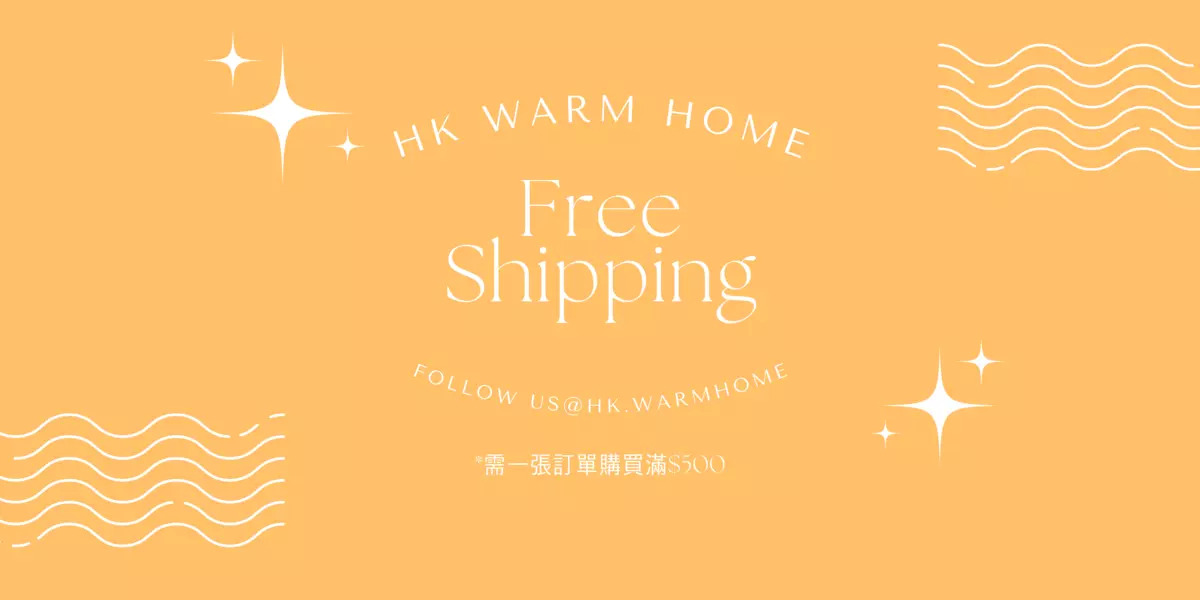 HK WARM HOME
Free
Shipping
FOLLOW US@HK.WARMHOME
*需一張訂單購買滿$500